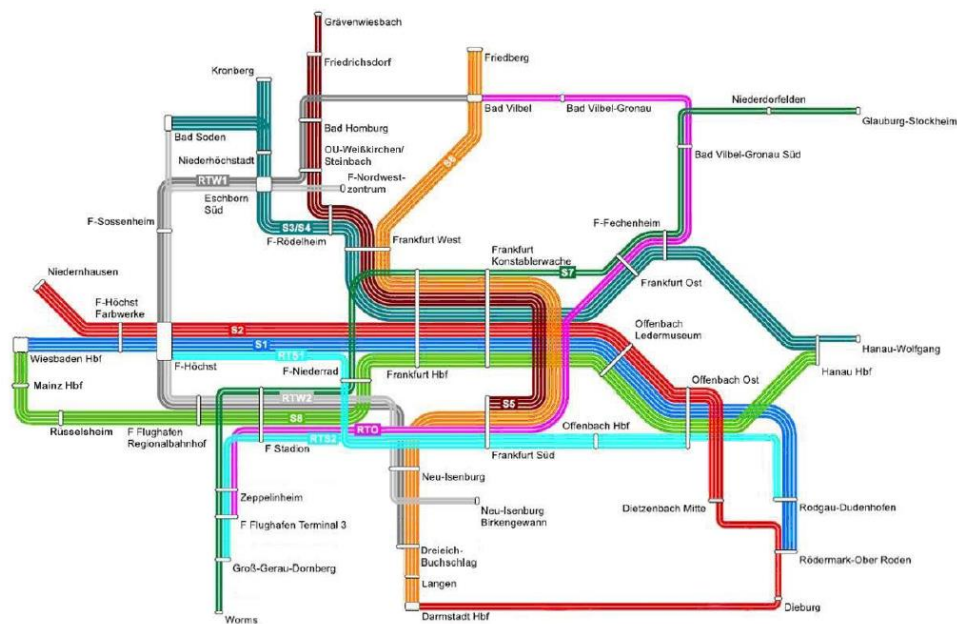 Grävenwiesbach
Friedrichsdorf
Friedberg
Kronberg
Bad Vilbel
Bad Vilbel-Gronau
Niederdorfelden
Glauburg-Stockheim
Bad Soden
Bad Homburg
Niederhöchstadt
OU-Weißkirchen/
Steinbach
Bad Vilbel-Gronau Süd
S6
RTW1
F-Nordwest-
zentrum
Eschborn
Süd
F-Sossenheim
S3/S4
F-Rödelheim
Frankfurt West
F-Fechenheim
Frankfurt
Konstablerwache
S7
Frankfurt Ost
Niedernhausen
F-Höchst
Farbwerke
S2
Offenbach
Ledermuseum
S1
Wiesbaden Hbf
RTS1
F-Höchst
F-Niederrad
Frankfurt Hbf
Hanau-Wolfgang
Hanau Hbf
Mainz Hbf
Offenbach Ost
RTW2
S5
Rüsselsheim
F Flughafen
Regionalbahnhof
S8
RTO
RTS2
Offenbach Hbf
F Stadion
Frankfurt Süd
Neu-Isenburg
Zeppelinheim
Neu-Isenburg
Birkengewann
Dietzenbach Mitte
Rodgau-Dudenhofen
F Flughafen Terminal 3
Dreieich-
Buchschlag
Rödermark-Ober Roden
Groß-Gerau-Dornberg
Langen
Worms
Darmstadt Hbf
Dieburg